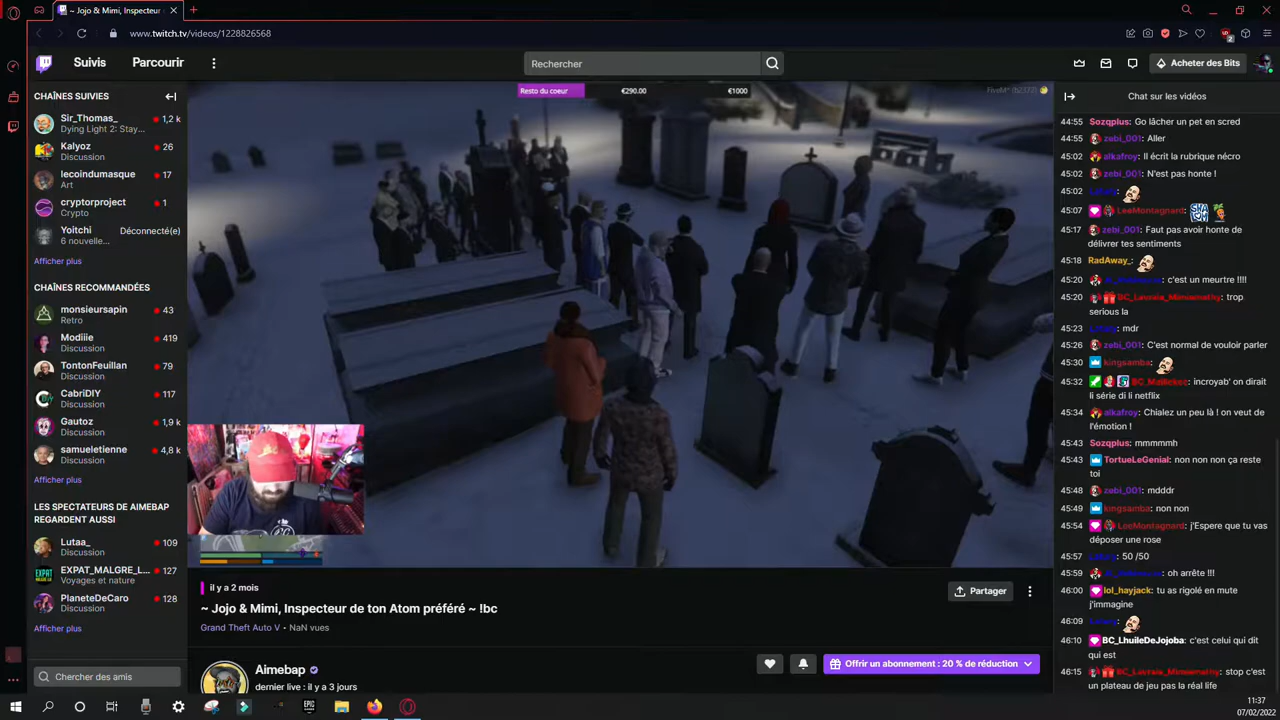 ~ Jojo & Mimi, Inspecteur
www.twitch.tv/videos/1228826568
2
Suivis
Parcourir
Rechercher
Acheter des Bits
CHAÎNES SUIVIES
Sir_Thomas_
1,2 k
Dying Light 2: Stay...
Kalyoz
26
Discussion
lecoindumasque
17
Art
cryptorproject
1
Crypto
Yoitchi
Déconnecté(e)
6 nouvelle...
Afficher plus
CHAÎNES RECOMMANDÉES
monsieursapin
43
Retro
Modiiie
419
Discussion
TontonFeuillan
79
Discussion
CabriDIY
117
Discussion
Gautoz
1,9 k
Discussion
samueletienne
4,8 k
Discussion
Afficher plus
LES SPECTATEURS DE AIMEBAP
REGARDENT AUSSI
Lutaa_
109
Discussion
EXPAT_MALGRE_L...
127
Voyages et nature
PlaneteDeCaro
128
Discussion
Afficher plus
Chercher des amis
Resto du coeur
€290.00
€1000
il y a 2 mois
~ Jojo & Mimi, Inspecteur de ton Atom préféré ~ !bc
Grand Theft Auto V • NaN vues
Partager
Aimebap
dernier live : il y a 3 jours
Offrir un abonnement : 20 % de réduction
Chat sur les vidéos
44:55 Sozqplus: Go lâcher un pet en scred
44:55 zebi_001: Aller
45:02 alkafroy: Il écrit la rubrique nécro
45:02 zebi_001: N'est pas honte !
45:02
45:07 LeeMontagnard:
45:17 zebi_001: Faut pas avoir honte de
délivrer tes sentiments
45:18 RadAway_:
45:20 : c'est un meurtre !!!!
45:20 BC_Lavraie_Mimiemathy: trop
serious la
45:23 mdr
45:26 zebi_001: C'est normal de vouloir parler
45:30 kingsamba:
45:32 : incroyab' on dirait
li série di li netflix
45:34 alkafroy: Chialez un peu là ! on veut de
l'émotion !
45:43 Sozqplus: mmmmmh
45:43 TortueLeGenial: non non non ça reste
toi
45:48 zebi_001: mdddr
45:49 kingsamba: non non
45:54 LeeMontagnard: j'Espere que tu vas
déposer une rose
45:57 50 /50
45:59 : oh arrête !!!
46:00 lol_hayjack: tu as rigolé en mute
j'imagine
46:09
46:10 BC_LhuileDeJojoba: c'est celui qui dit
qui est
46:15 BC_Lavraie_Mimiemathy: stop c'est
un plateau de jeu pas la réal life
EPIC
GAMES
11:37
07/02/2022